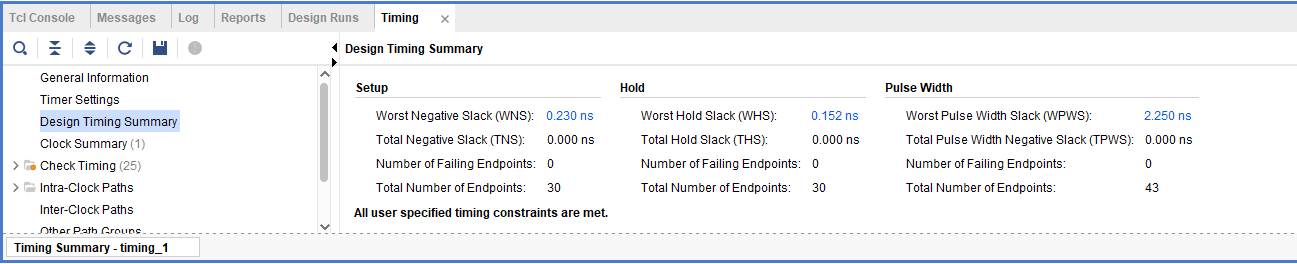 Tcl Console Messages Log Reports Design Runs Timing
Design Timing Summary
General Information
Timer Settings
Design Timing Summary
Clock Summary (1)
Check Timing (25)
Intra-Clock Paths
Inter-Clock Paths
Other Path Groups
Setup Hold Pulse Width
Worst Negative Slack (WNS): 0.230 ns Worst Hold Slack (WHS): 0.152 ns Worst Pulse Width Slack (WPWS): 2.250 ns
Total Negative Slack (TNS): 0.000 ns Total Hold Slack (THS): 0.000 ns Total Pulse Width Negative Slack (TPWS): 0.000 ns
Number of Failing Endpoints: 0 Number of Failing Endpoints: 0 Number of Failing Endpoints: 0
Total Number of Endpoints: 30 Total Number of Endpoints: 30 Total Number of Endpoints: 43
All user specified timing constraints are met.
Timing Summary - timing_1